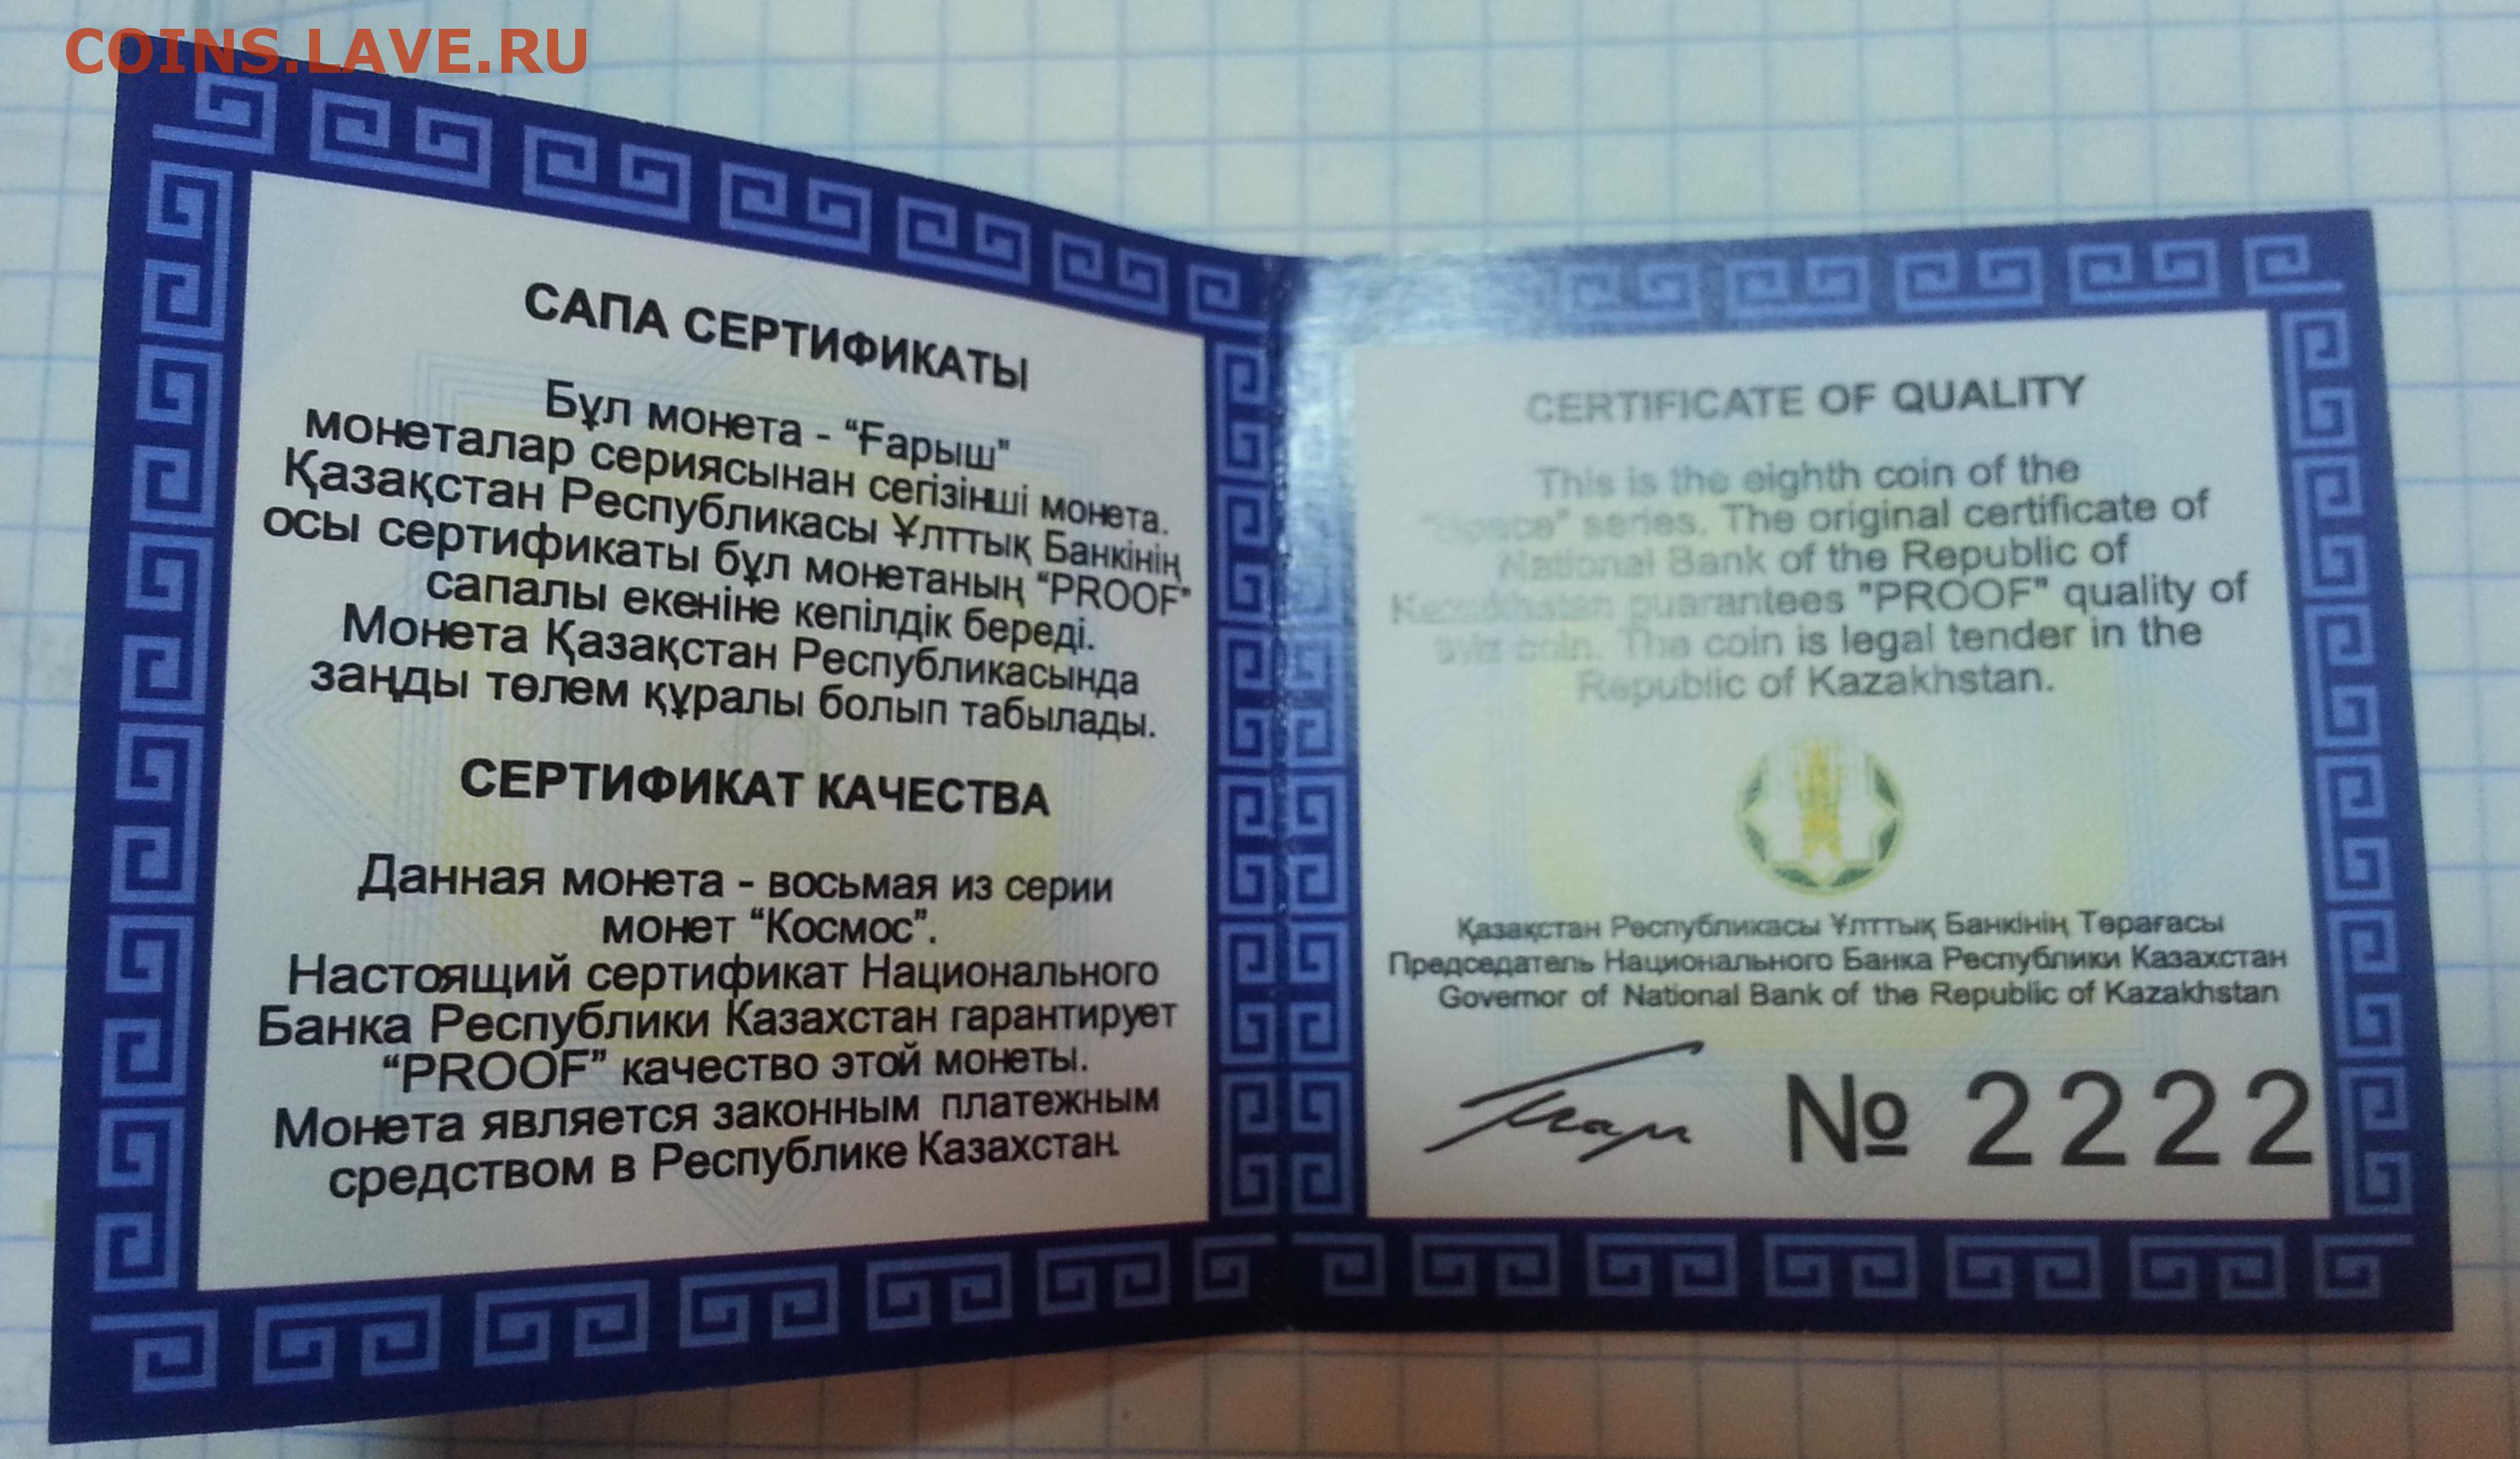 COINS.LAVE.RU
САПА СЕРТИФИКАТЫ
Бұл монета - “Ғарыш”
монеталар сериясынан сегізінші монета.
Қазақстан Республикасы Ұлттық Банкінің
осы сертификаты бұл монетаның “PROOF”
сапалы екеніне кепілдік береді.
Монета Қазақстан Республикасында
заңды төлем құралы болып табылады.
СЕРТИФИКАТ КАЧЕСТВА
Данная монета - восьмая из серии
монет “Космос”.
Настоящий сертификат Национального
Банка Республики Казахстан гарантирует
“PROOF” качество этой монеты.
Монета является законным платежным
средством в Республике Казахстан.
CERTIFICATE OF QUALITY
This is the eighth coin of the
“Space” series. The original certificate of
National Bank of the Republic of
Kazakhstan guarantees "PROOF" quality of
coin. The coin is legal tender in the
Republic of Kazakhstan.
Қазақстан Республикасы Ұлттық Банкінің Төрағасы
Председатель Национального Банка Республики Казахстан
Governor of National Bank of the Republic of Kazakhstan
№ 2222